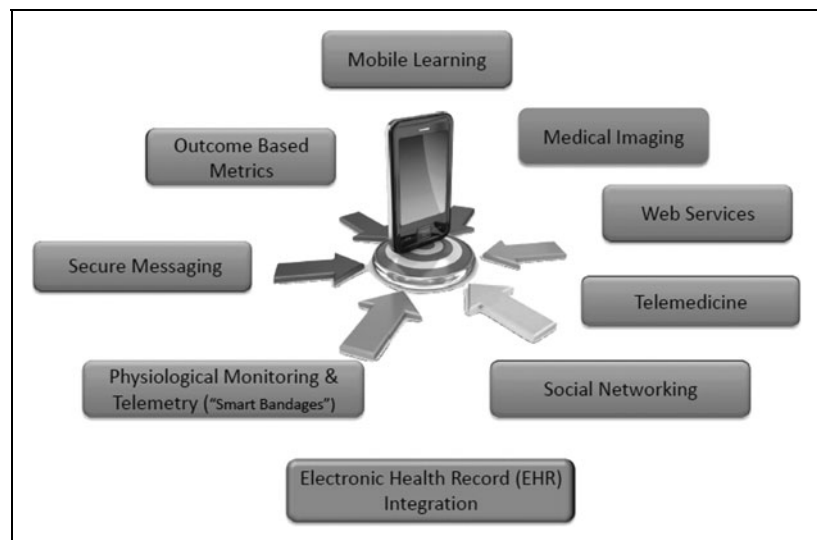 Mobile Learning
Outcome Based
Metrics
Medical Imaging
Web Services
Secure Messaging
Telemedicine
Physiological Monitoring &
Telemetry (“Smart Bandages”)
Social Networking
Electronic Health Record (EHR)
Integration